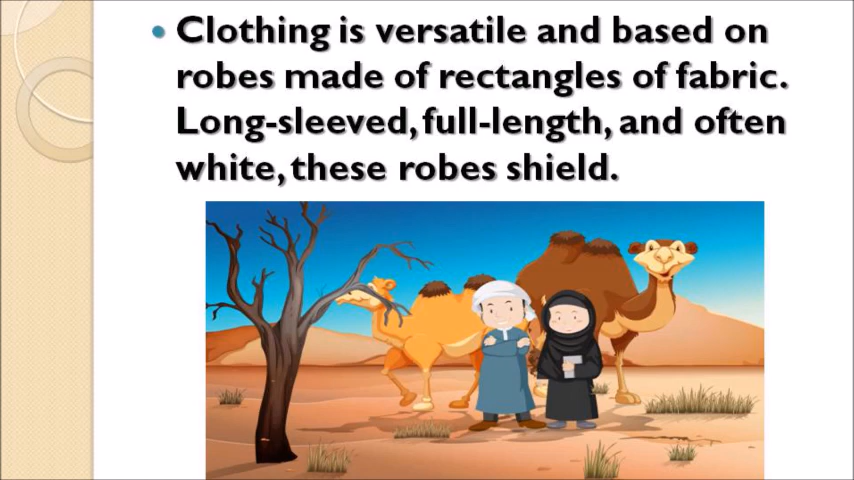 Clothing is versatile and based on
robes made of rectangles of fabric.
Long-sleeved, full-length, and often
white, these robes shield.